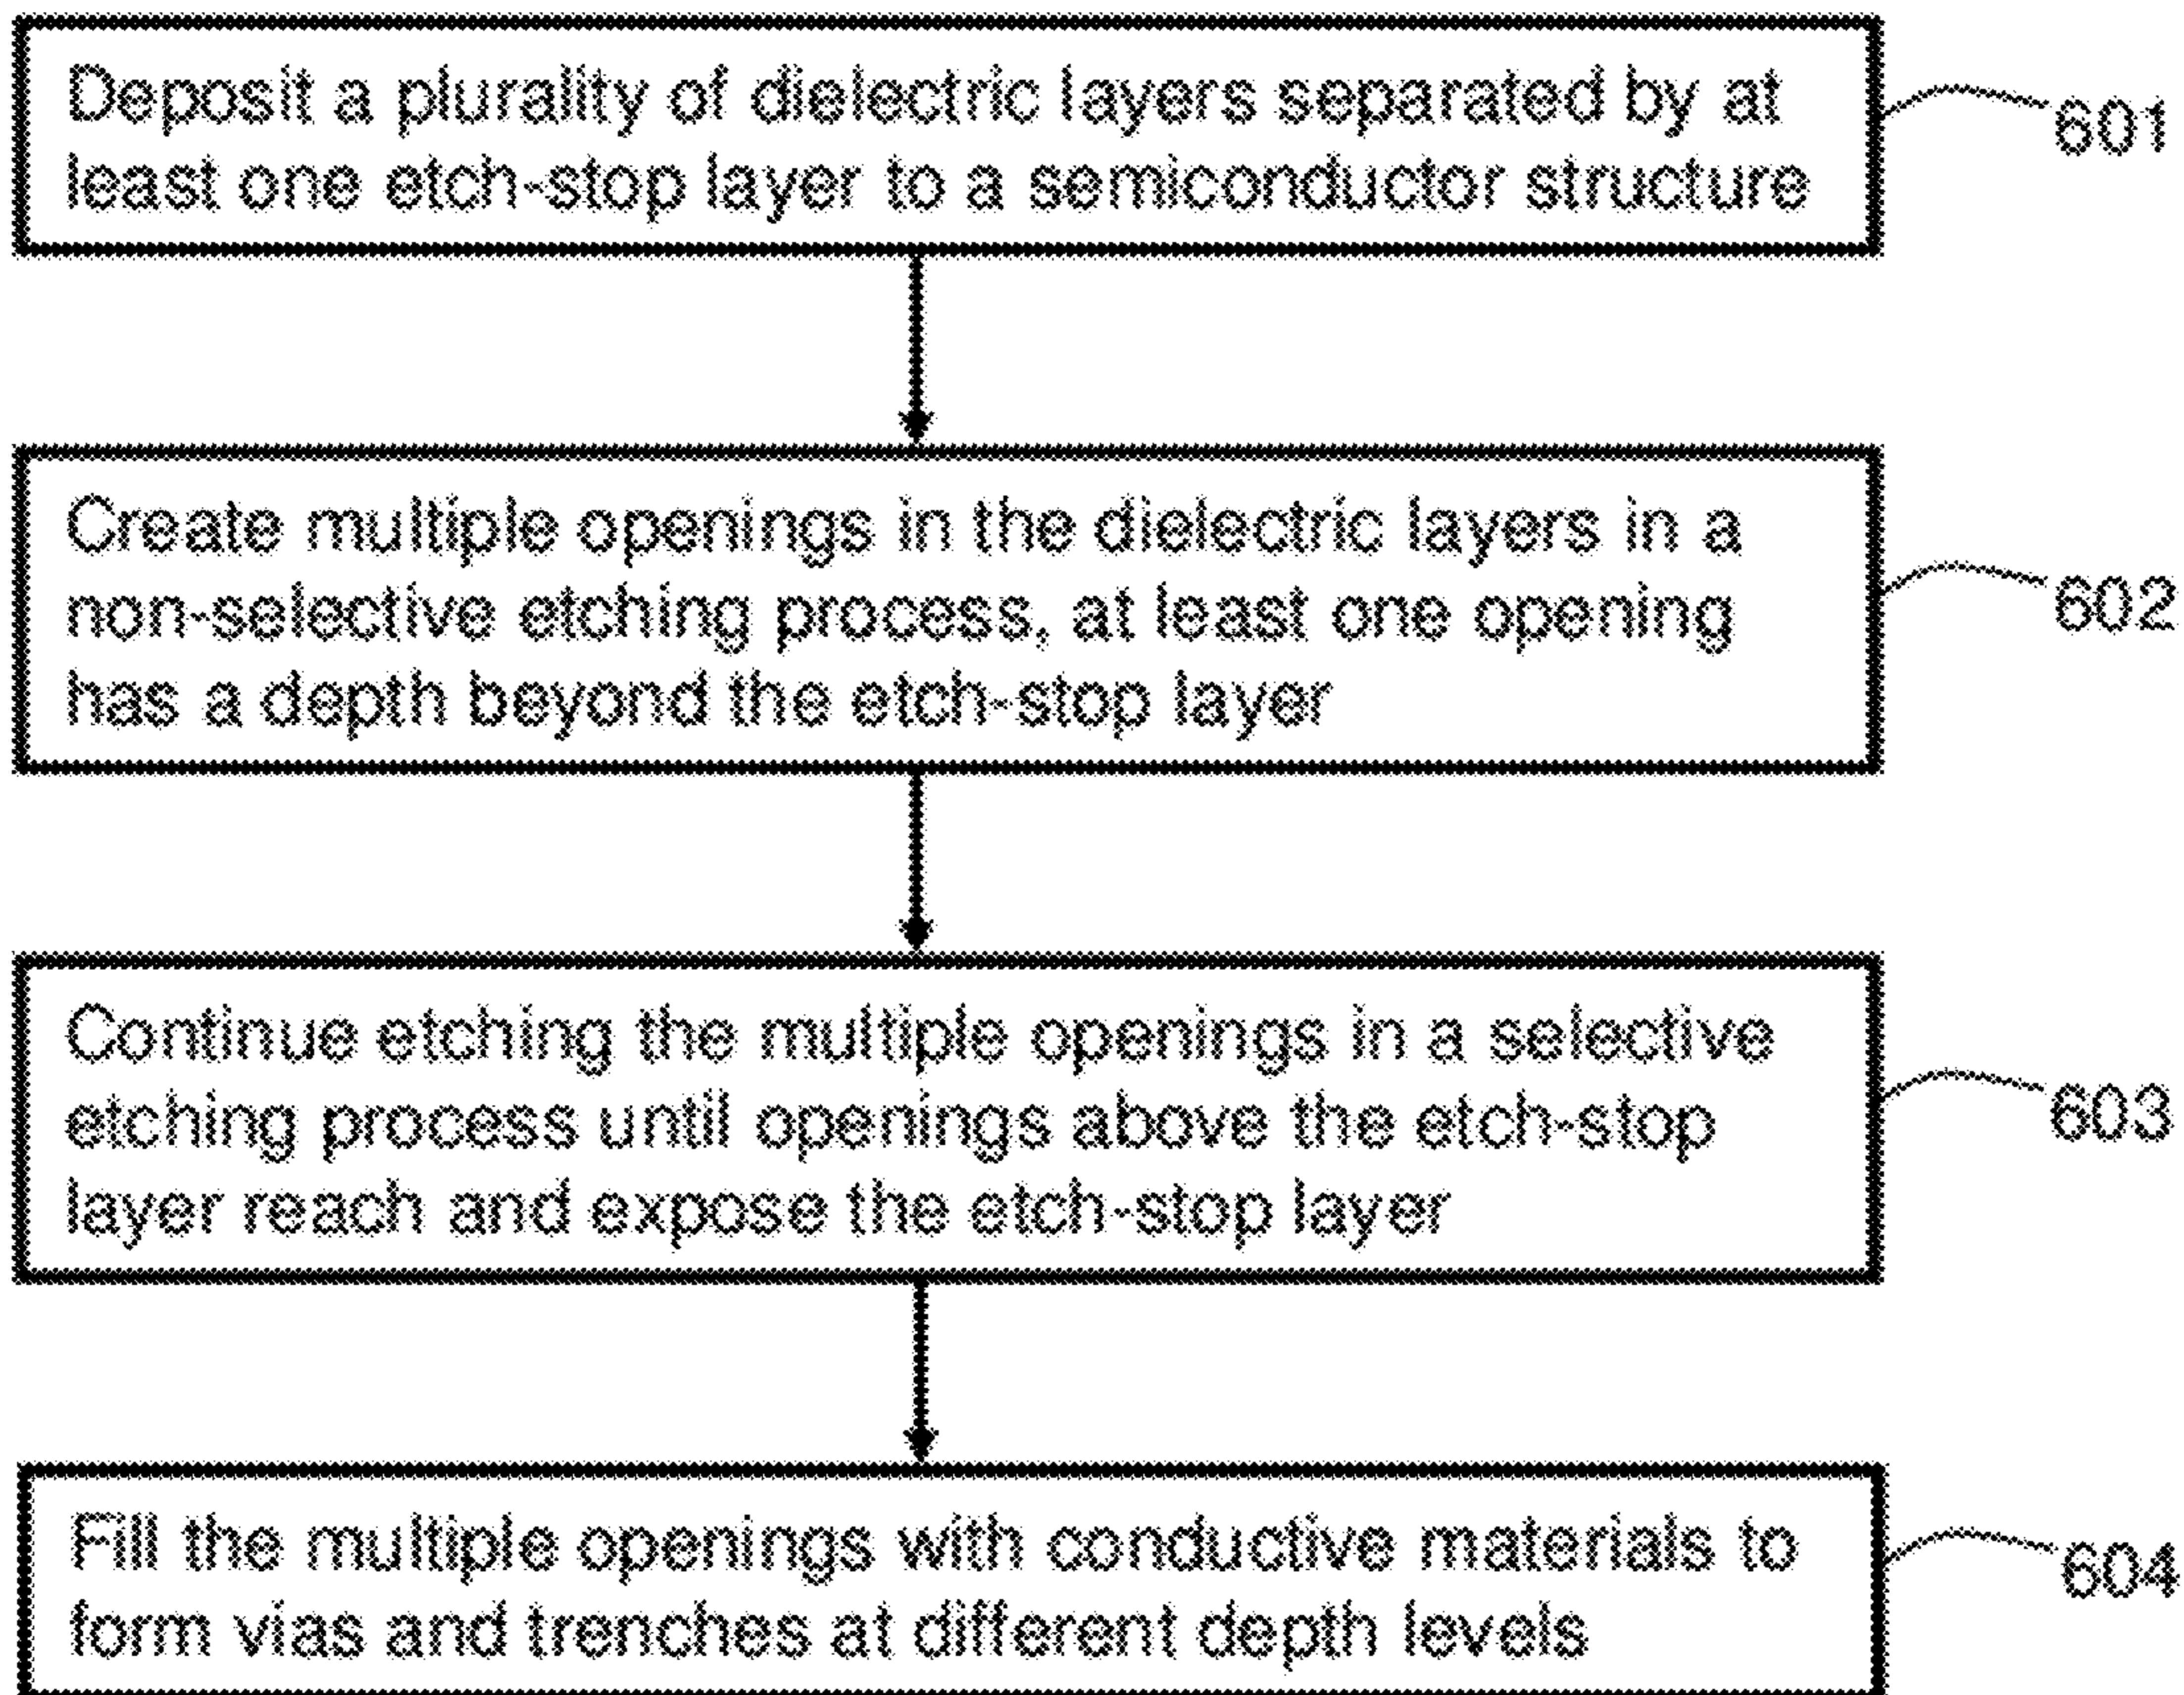 Deposit a plurality of dielectric layers separated by at
least one etch-stop layer to a semiconductor structure
601
Create multiple openings in the dielectric layers in a
non-selective etching process, at least one opening
has a depth beyond the etch-stop layer
602
Continue etching the multiple openings in a selective
etching process until openings above the etch-stop
layer reach and expose the etch-stop layer
603
Fill the multiple openings with conductive materials to
form vias and trenches at different depth levels
604